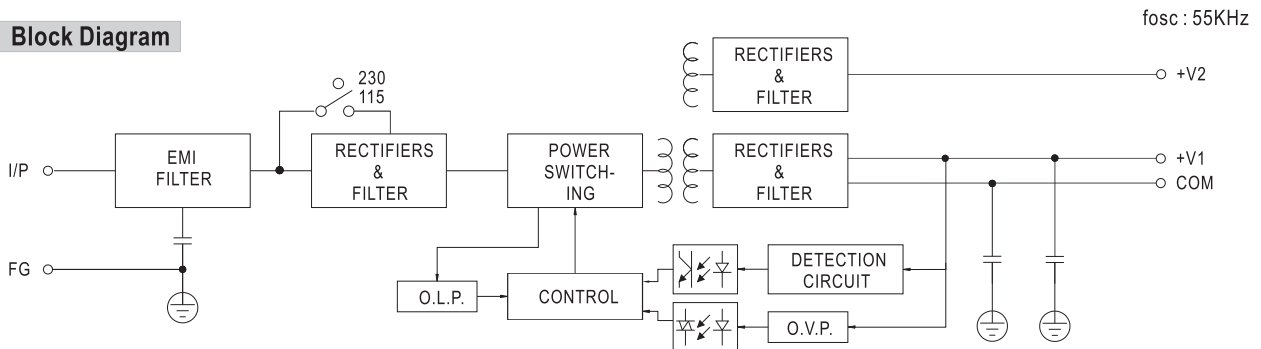 fosc : 55KHz
Block Diagram
230
115
RECTIFIERS
&
FILTER
+V2
I/P
EMI
FILTER
RECTIFIERS
&
FILTER
POWER
SWITCH-
ING
RECTIFIERS
&
FILTER
+V1
COM
FG
O.L.P.
CONTROL
DETECTION
CIRCUIT
O.V.P.